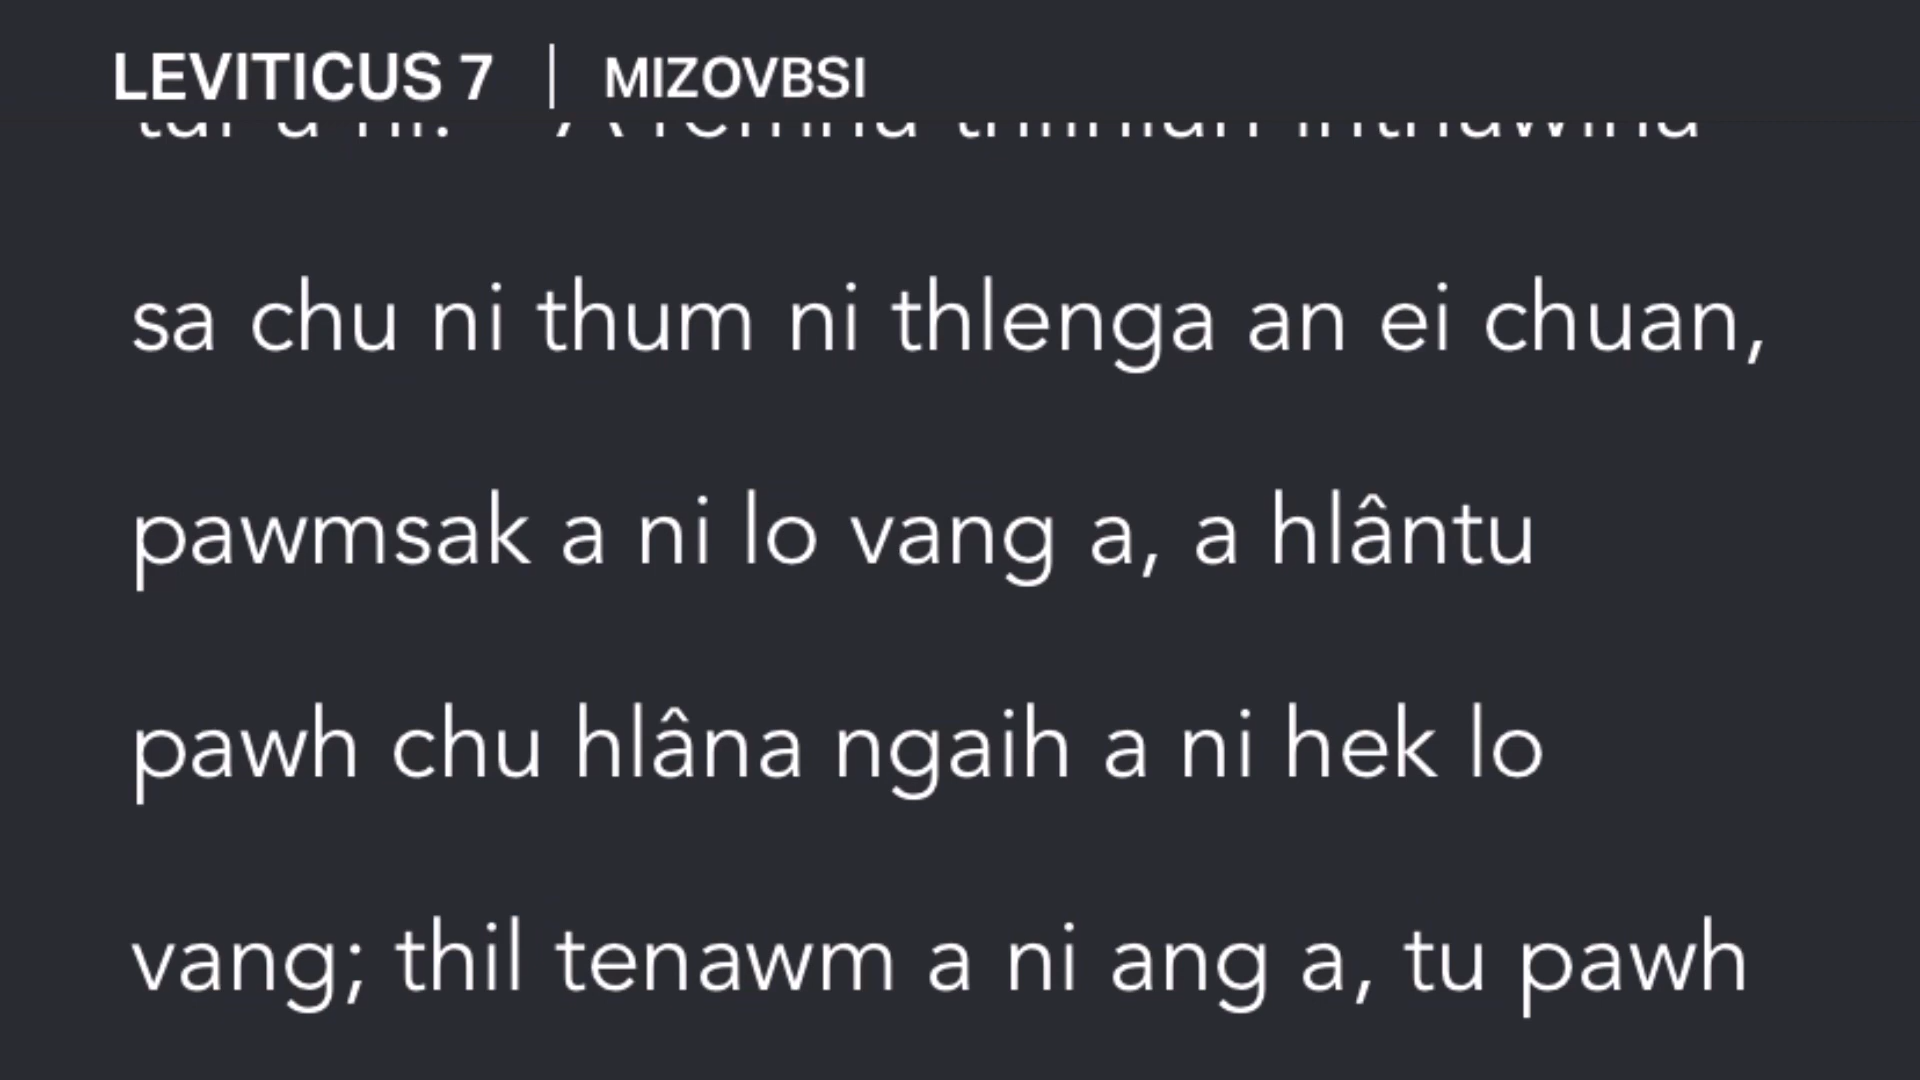 LEVITICUS 7 | MIZOVBSI
sa chu ni thum ni thlenga an ei chuan,
pawmsak a ni lo vang a, a hlântu
pawh chu hlâna ngaih a ni hek lo
vang; thil tenawm a ni ang a, tu pawh